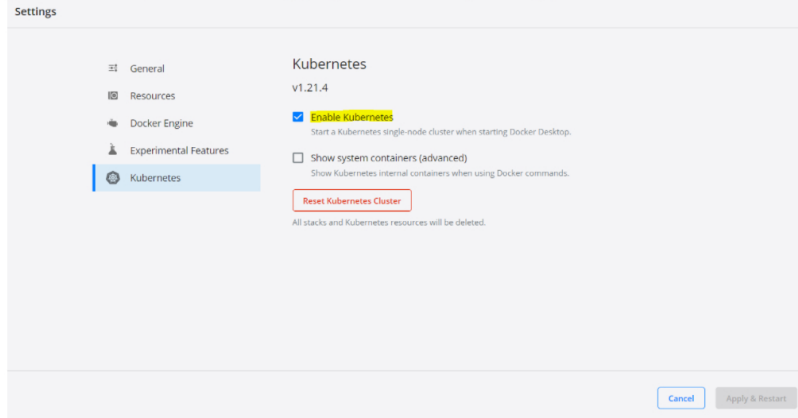 Settings
General
Resources
Docker Engine
Experimental Features
Kubernetes
Kubernetes
v1.21.4
Enable Kubernetes
Start a Kubernetes single-node cluster when starting Docker Desktop.
Show system containers (advanced)
Show Kubernetes internal containers when using Docker commands.
Reset Kubernetes Cluster
All stacks and Kubernetes resources will be deleted.
Cancel
Apply & Restart